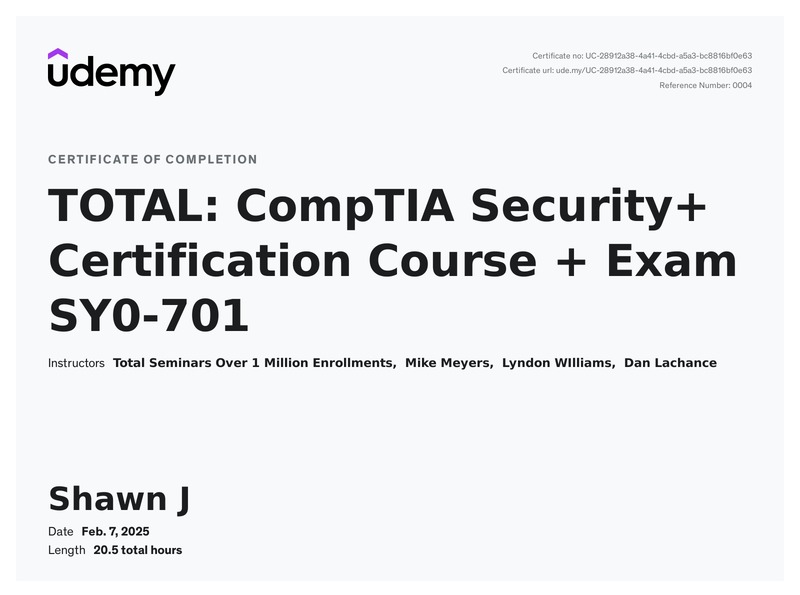 udemy
Certificate no: UC-28912a38-4a41-4cbd-a5a3-bc8816bf0e63
Certificate url: ude.my/UC-28912a38-4a41-4cbd-a5a3-bc8816bf0e63
Reference Number: 0004
CERTIFICATE OF COMPLETION
TOTAL: CompTIA Security+
Certification Course + Exam
SY0-701
Instructors Total Seminars Over 1 Million Enrollments, Mike Meyers, Lyndon WIlliams, Dan Lachance
Shawn J
Date Feb. 7, 2025
Length 20.5 total hours